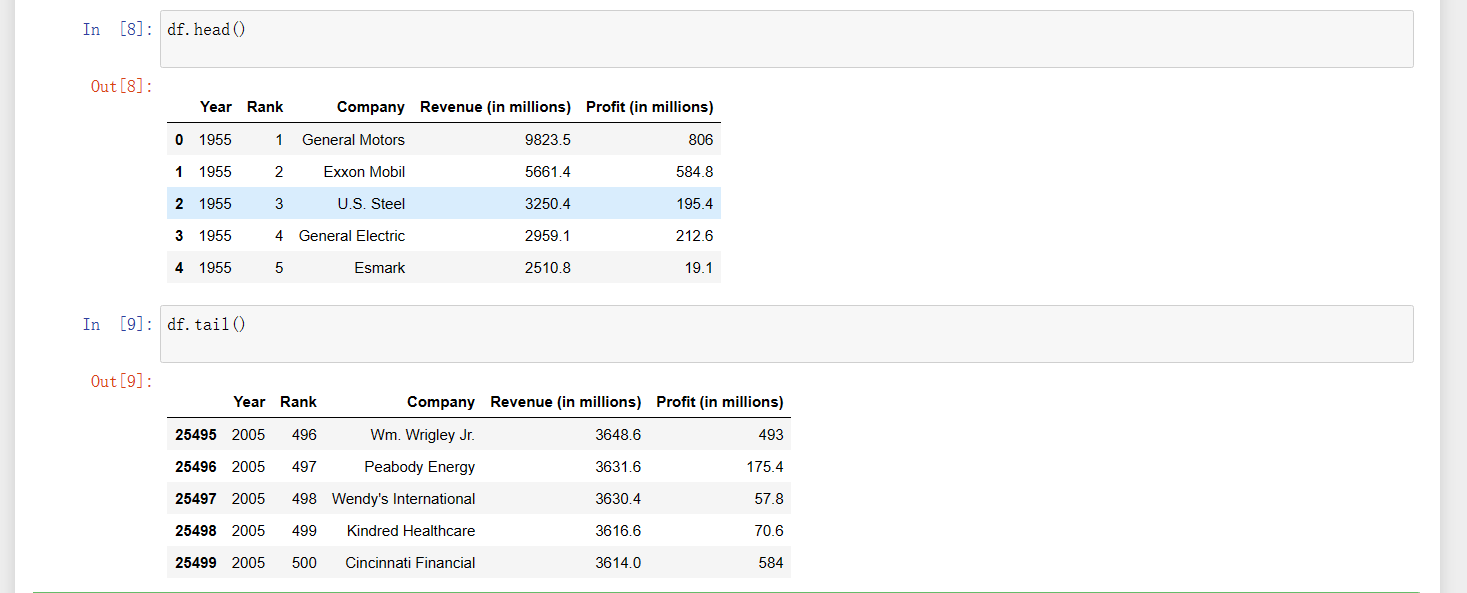 In [8]: df.head()
Out[8]:
Year Rank Company Revenue (in millions) Profit (in millions)
0 1955 1 General Motors 9823.5 806
1 1955 2 Exxon Mobil 5661.4 584.8
2 1955 3 U.S. Steel 3250.4 195.4
3 1955 4 General Electric 2959.1 212.6
4 1955 5 Esmark 2510.8 19.1
In [9]: df.tail()
Out[9]:
Year Rank Company Revenue (in millions) Profit (in millions)
25495 2005 496 Wm. Wrigley Jr. 3648.6 493
25496 2005 497 Peabody Energy 3631.6 175.4
25497 2005 498 Wendy's International 3630.4 57.8
25498 2005 499 Kindred Healthcare 3616.6 70.6
25499 2005 500 Cincinnati Financial 3614.0 584